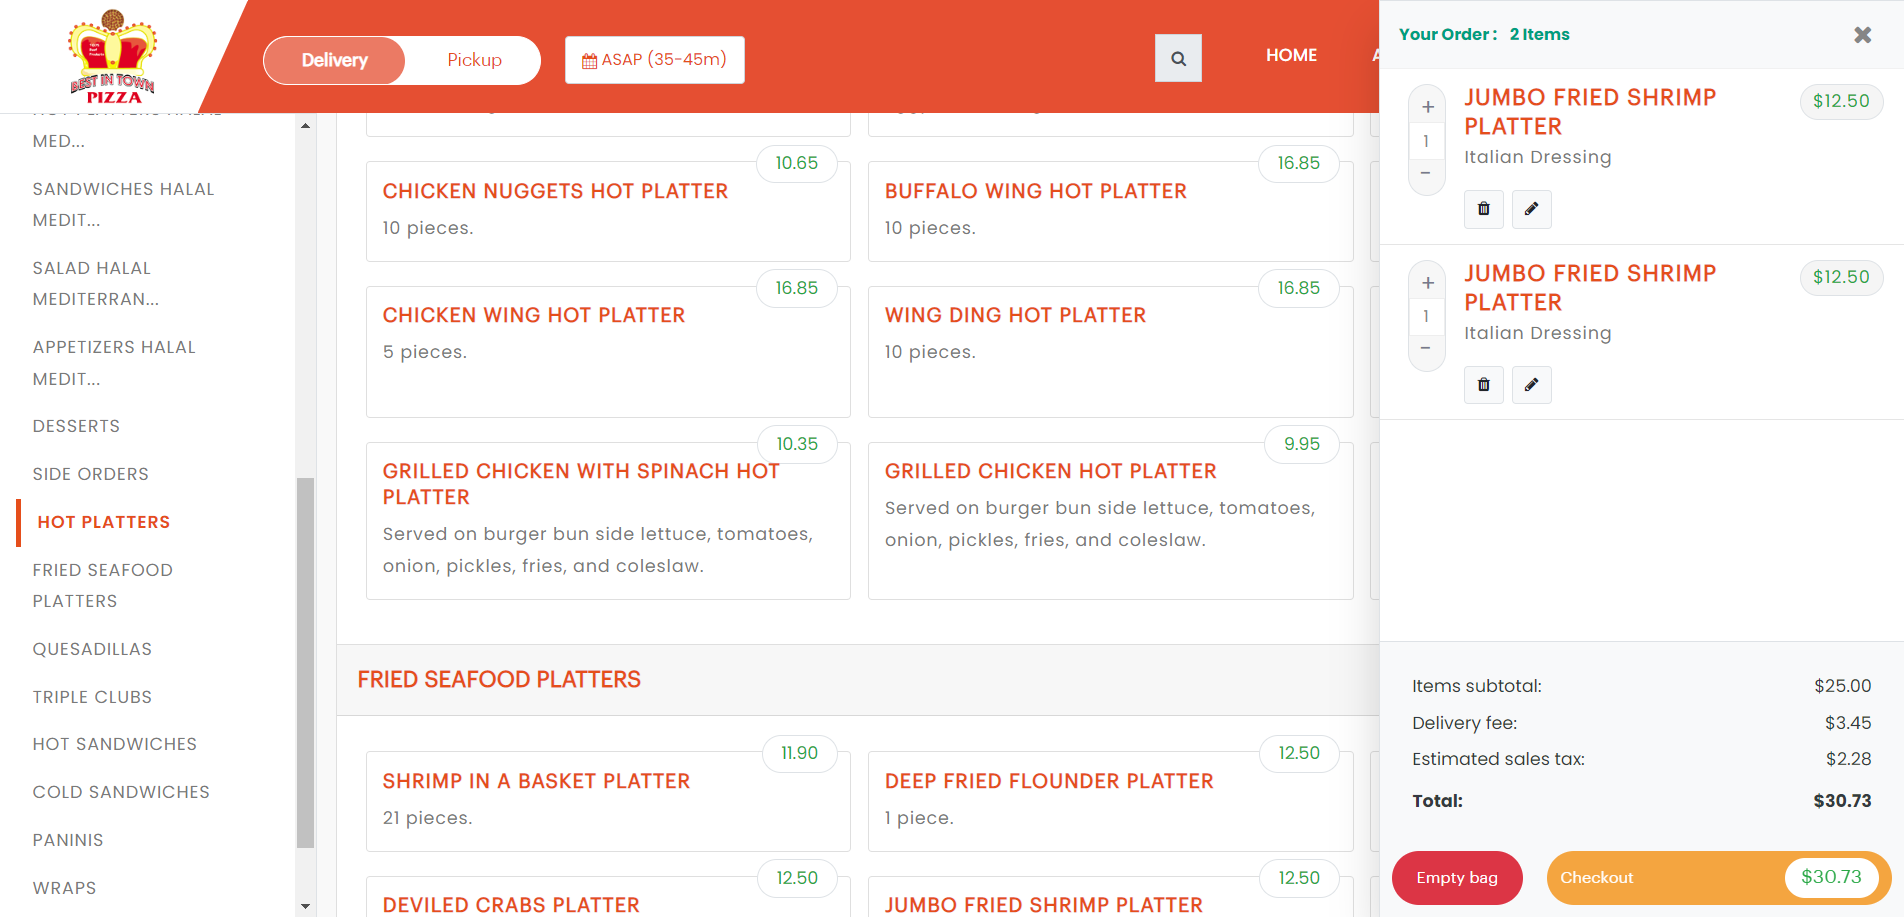 BEST IN TOWN
PIZZA
Delivery
Pickup
ASAP (35-45m)
HOME
MED...
SANDWICHES HALAL
MEDIT...
SALAD HALAL
MEDITERRAN...
APPETIZERS HALAL
MEDIT...
DESSERTS
SIDE ORDERS
HOT PLATTERS
FRIED SEAFOOD
PLATTERS
QUESADILLAS
TRIPLE CLUBS
HOT SANDWICHES
COLD SANDWICHES
PANINIS
WRAPS
10.65
CHICKEN NUGGETS HOT PLATTER
10 pieces.
16.85
BUFFALO WING HOT PLATTER
10 pieces.
16.85
CHICKEN WING HOT PLATTER
5 pieces.
16.85
WING DING HOT PLATTER
10 pieces.
10.35
GRILLED CHICKEN WITH SPINACH HOT
PLATTER
Served on burger bun side lettuce, tomatoes,
onion, pickles, fries, and coleslaw.
9.95
GRILLED CHICKEN HOT PLATTER
Served on burger bun side lettuce, tomatoes,
onion, pickles, fries, and coleslaw.
FRIED SEAFOOD PLATTERS
11.90
SHRIMP IN A BASKET PLATTER
21 pieces.
12.50
DEEP FRIED FLOUNDER PLATTER
1 piece.
12.50
DEVILED CRABS PLATTER
12.50
JUMBO FRIED SHRIMP PLATTER
Your Order : 2 Items
+
1
−
JUMBO FRIED SHRIMP
PLATTER
$12.50
Italian Dressing
+
1
−
JUMBO FRIED SHRIMP
PLATTER
$12.50
Italian Dressing
Items subtotal: $25.00
Delivery fee: $3.45
Estimated sales tax: $2.28
Total: $30.73
Empty bag
Checkout $30.73